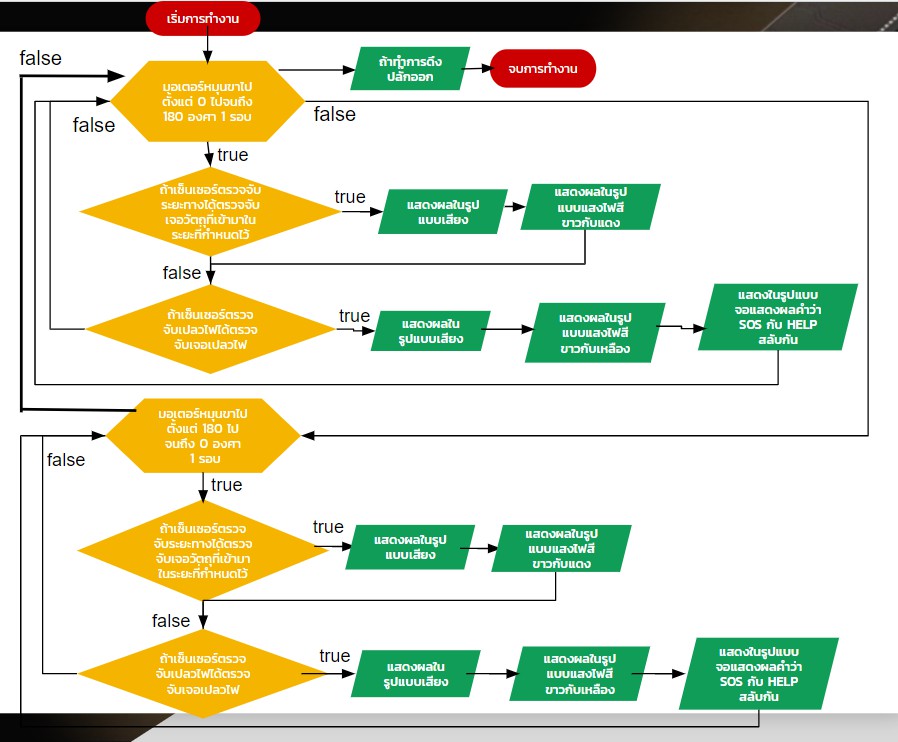 เริ่มการทำงาน
false
ถ้าทำการดึง
ปลั๊กออก
จบการทำงาน
มอเตอร์หมุนขาไป
ตั้งแต่ 0 ไปจนถึง
180 องศา 1 รอบ
false
false
true
ถ้าเซ็นเซอร์ตรวจจับ
ระยะทางได้ตรวจจับ
เจอวัตถุที่เข้ามาใน
ระยะที่กำหนดไว้
true
แสดงผลในรูป
แบบเสียง
แสดงผลในรูป
แบบแสงไฟสี
ขาวกับแดง
false
ถ้าเซ็นเซอร์ตรวจ
จับเปลวไฟได้ตรวจ
จับเจอเปลวไฟ
true
แสดงผลใน
รูปแบบเสียง
แสดงผลในรูป
แบบแสงไฟสี
ขาวกับเหลือง
แสดงในรูปแบบ
จอแสดงผลคำว่า
SOS กับ HELP
สลับกัน
มอเตอร์หมุนขาไป
ตั้งแต่ 180 ไป
จนถึง 0 องศา
1 รอบ
false
true
ถ้าเซ็นเซอร์ตรวจ
จับระยะทางได้ตรวจ
จับเจอวัตถุที่เข้ามา
ในระยะที่กำหนดไว้
true
แสดงผลในรูป
แบบเสียง
แสดงผลในรูป
แบบแสงไฟสี
ขาวกับแดง
false
ถ้าเซ็นเซอร์ตรวจ
จับเปลวไฟได้ตรวจ
จับเจอเปลวไฟ
true
แสดงผลใน
รูปแบบเสียง
แสดงผลในรูป
แบบแสงไฟสี
ขาวกับเหลือง
แสดงในรูปแบบ
จอแสดงผลคำว่า
SOS กับ HELP
สลับกัน